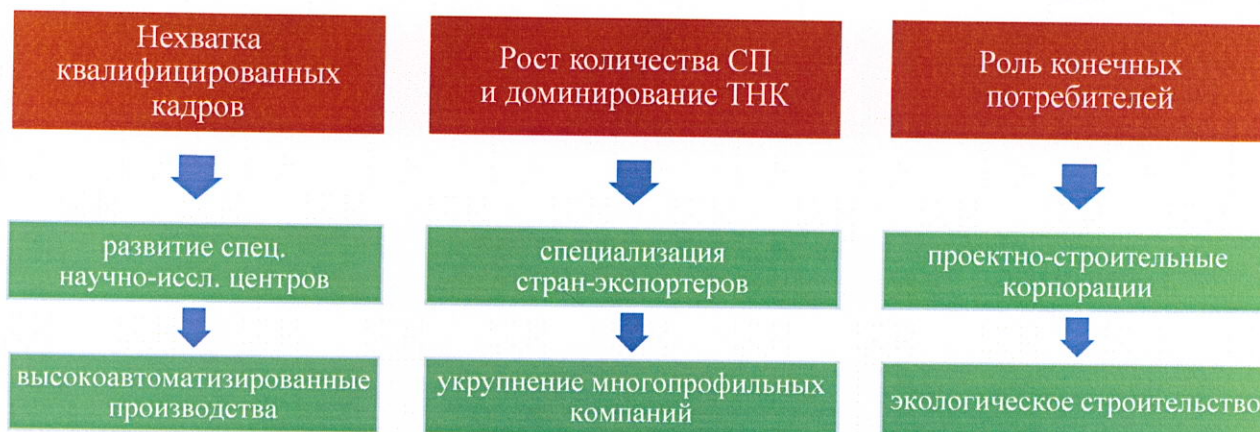 Нехватка
квалифицированных
кадров
развитие спец.
научно-иссл. центров
высокоавтоматизированные
производства
Рост количества СП
и доминирование ТНК
специализация
стран-экспортеров
укрупнение многопрофильных
компаний
Роль конечных
потребителей
проектно-строительные
корпорации
экологическое строительство